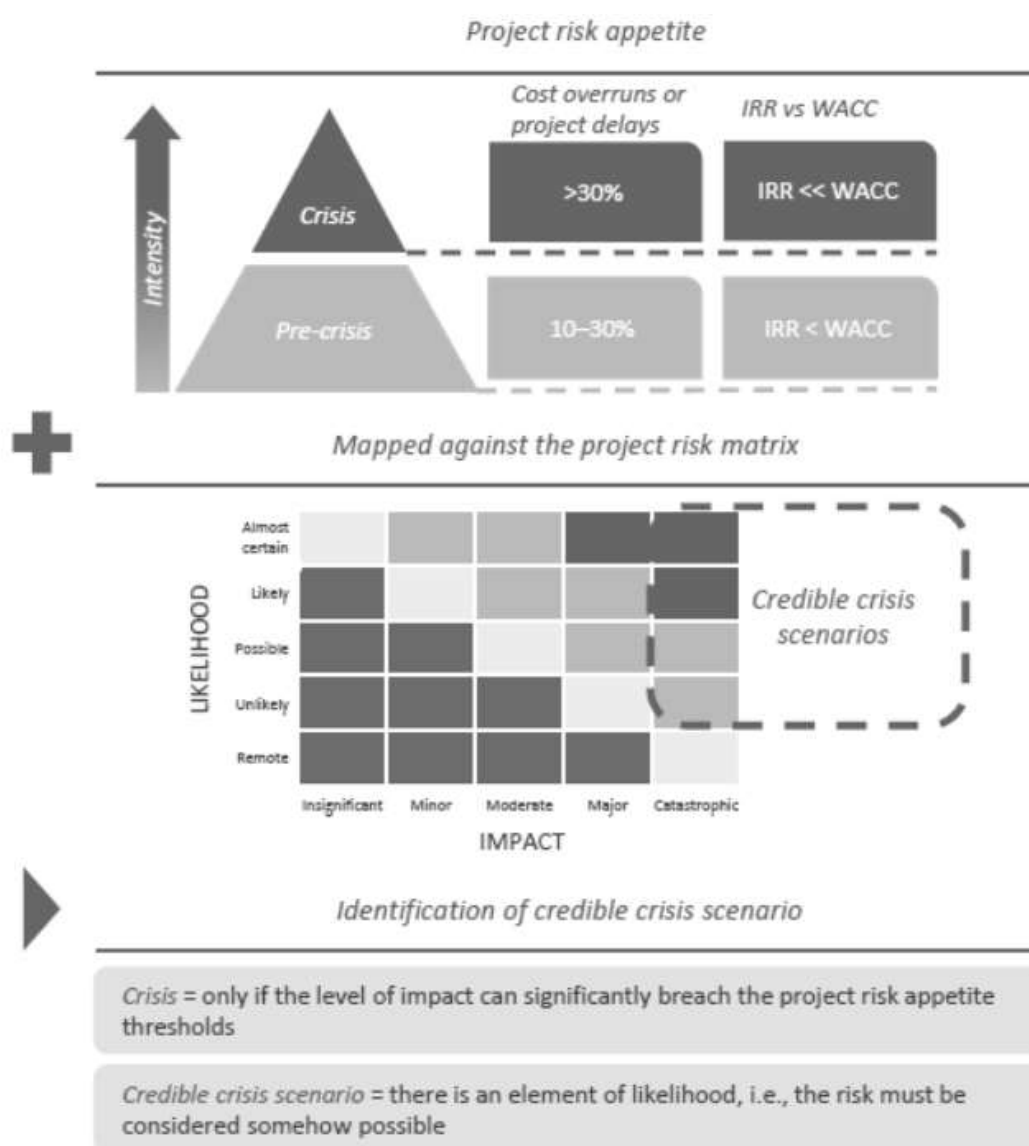 Project risk appetite
Cost overruns or
project delays
IRR vs WACC
Intensity
Crisis
>30%
IRR << WACC
Pre-crisis
10–30%
IRR < WACC
Mapped against the project risk matrix
LIKELIHOOD
Almost
certain
Likely
Possible
Unlikely
Remote
Credible crisis
scenarios
Insignificant
Minor
Moderate
Major
Catastrophic
IMPACT
Identification of credible crisis scenario
Crisis = only if the level of impact can significantly breach the project risk appetite
thresholds
Credible crisis scenario = there is an element of likelihood, i.e., the risk must be
considered somehow possible